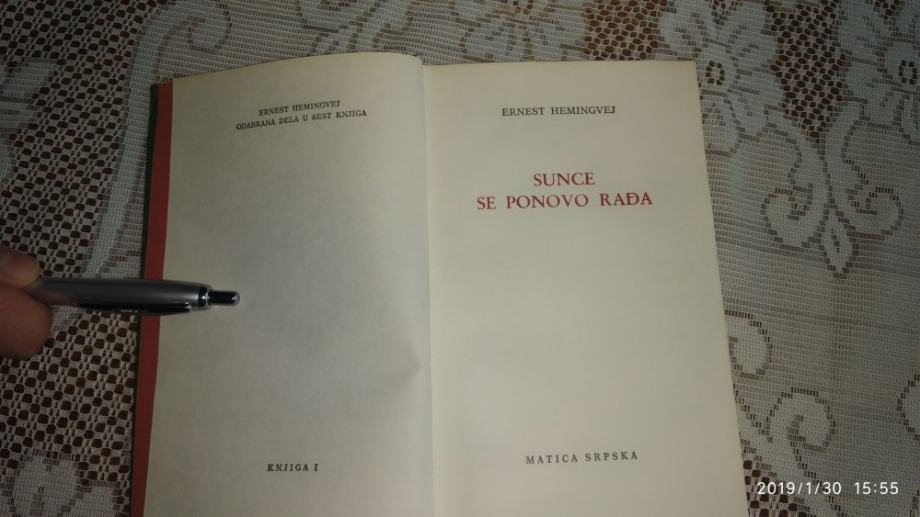 ERNEST HEMINGVEJ
ODABRANA DELA U ŠEST KNJIGA
KNJIGA I
ERNEST HEMINGVEJ
SUNCE
SE PONOVO RAĐA
MATICA SRPSKA
2019/1/30 15:55